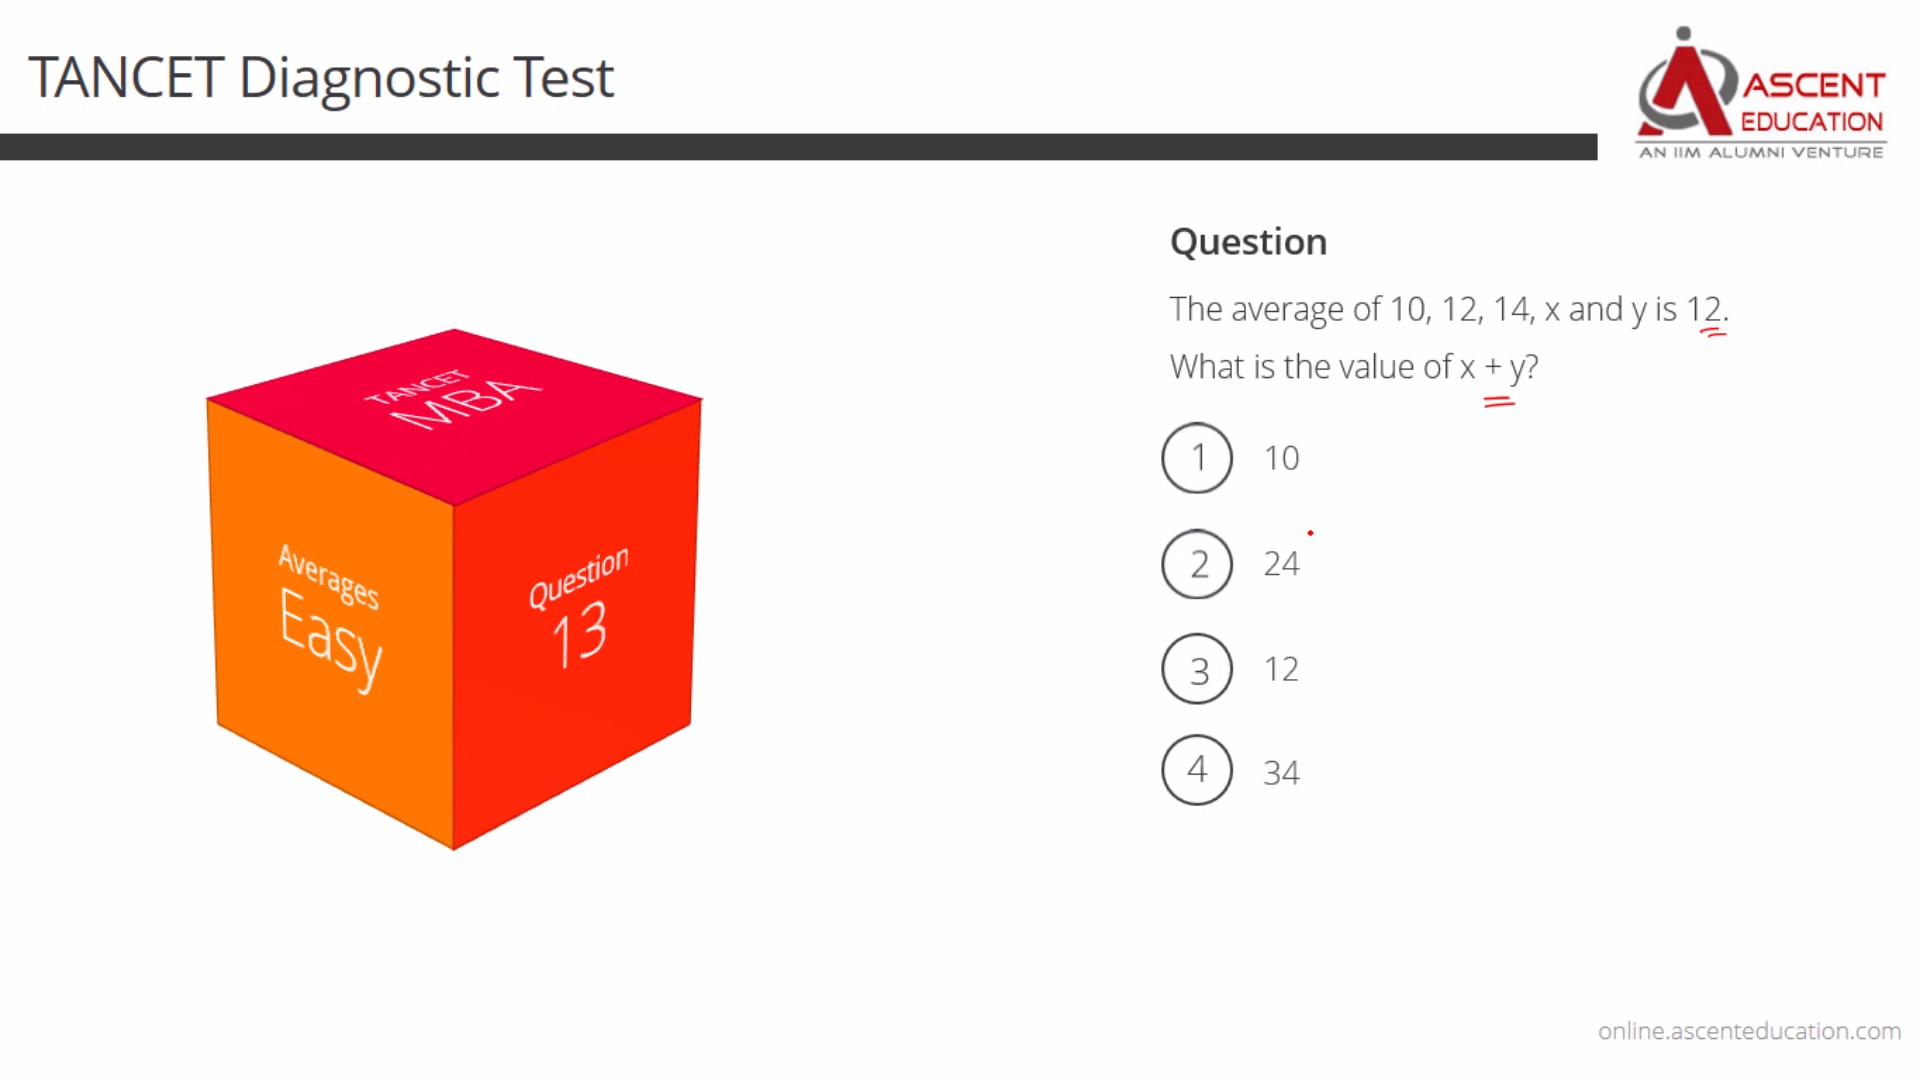 TANCET Diagnostic Test
ASCENT
EDUCATION
AN IIM ALUMNI VENTURE
TANCET
MBA
Averages
Easy
Question
13
Question
The average of 10, 12, 14, x and y is 12.
What is the value of x + y?
1 10
2 24
3 12
4 34
online.ascenteducation.com